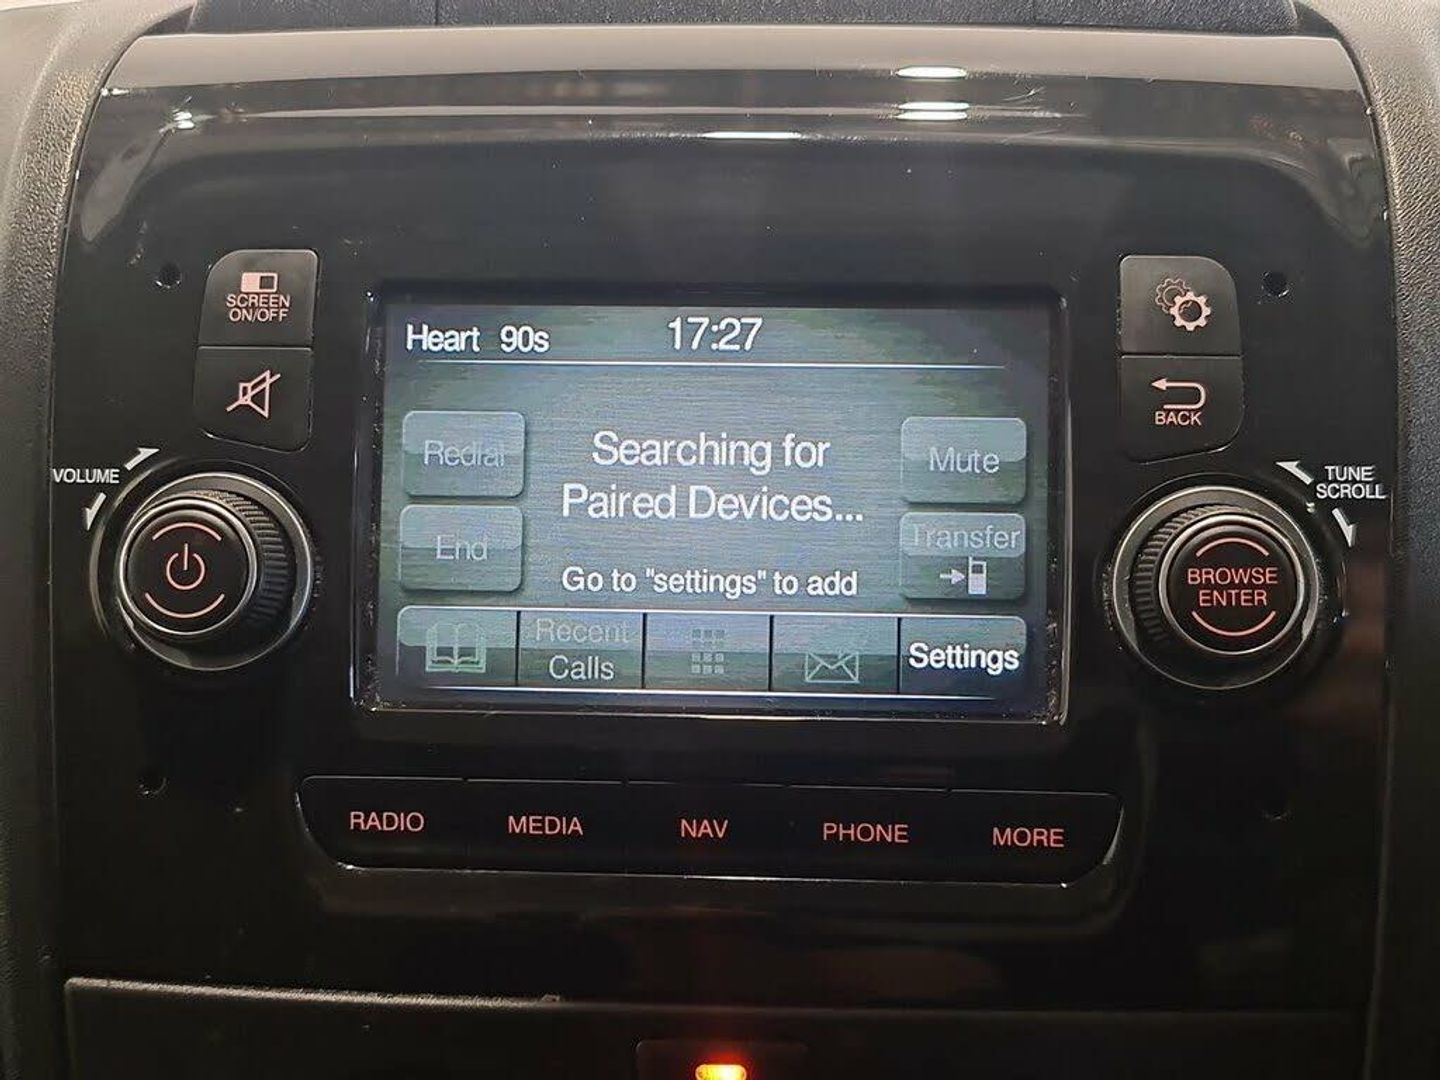 SCREEN
ON/OFF
VOLUME
Heart 90s 17:27
Redial
Searching for
Paired Devices...
Mute
End
Transfer
Go to "settings" to add
Recent
Calls
Settings
BACK
TUNE
SCROLL
BROWSE
ENTER
RADIO
MEDIA
NAV
PHONE
MORE